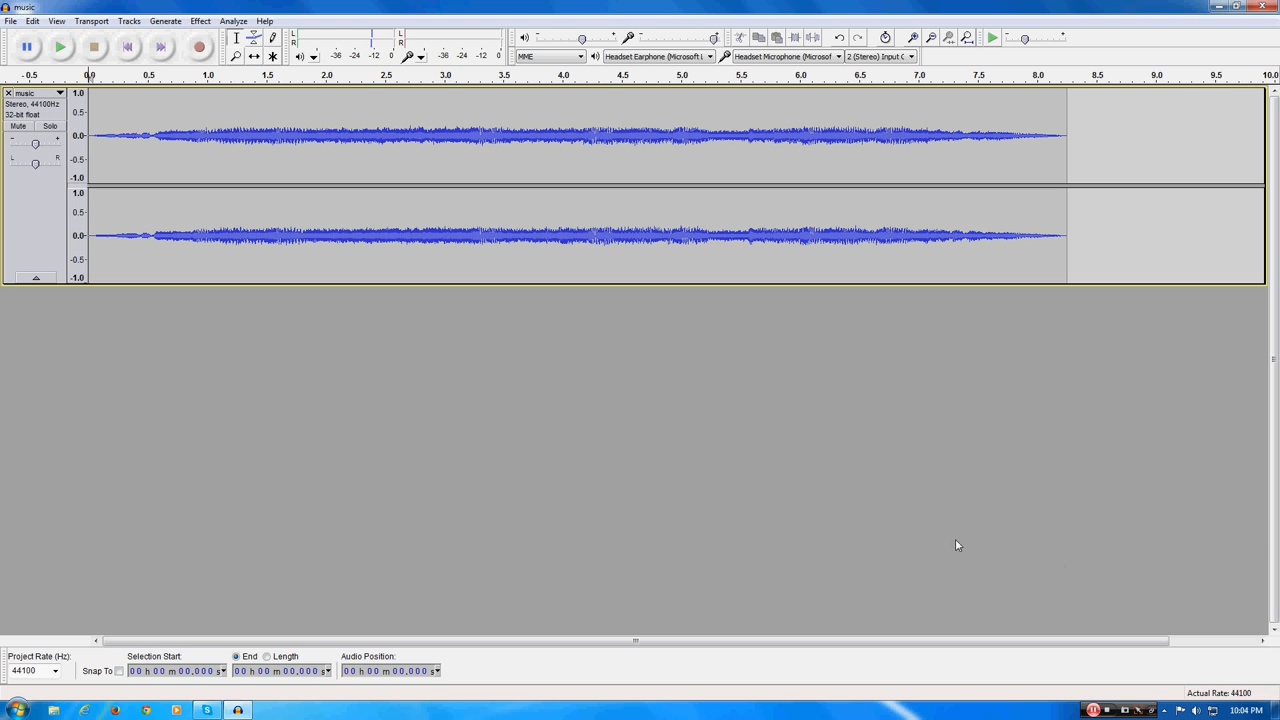 music
File Edit View Transport Tracks Generate Effect Analyze Help
L
R
-36 -24 -12 0
L
R
-36 -24 -12 0
- +
- +
- +
MME
Headset Earphone (Microsoft L
Headset Microphone (Microsof
2 (Stereo) Input C
-0.5 0.0 0.5 1.0 1.5 2.0 2.5 3.0 3.5 4.0 4.5 5.0 5.5 6.0 6.5 7.0 7.5 8.0 8.5 9.0 9.5 10.0
music
Stereo, 44100Hz
32-bit float
Mute Solo
- +
L R
1.0
0.5
0.0
-0.5
-1.0
1.0
0.5
0.0
-0.5
-1.0
Project Rate (Hz): Selection Start: End Length Audio Position:
44100 Snap To 00 h 00 m 00.000 s 00 h 00 m 00.000 s 00 h 00 m 00.000 s
Actual Rate: 44100
10:04 PM